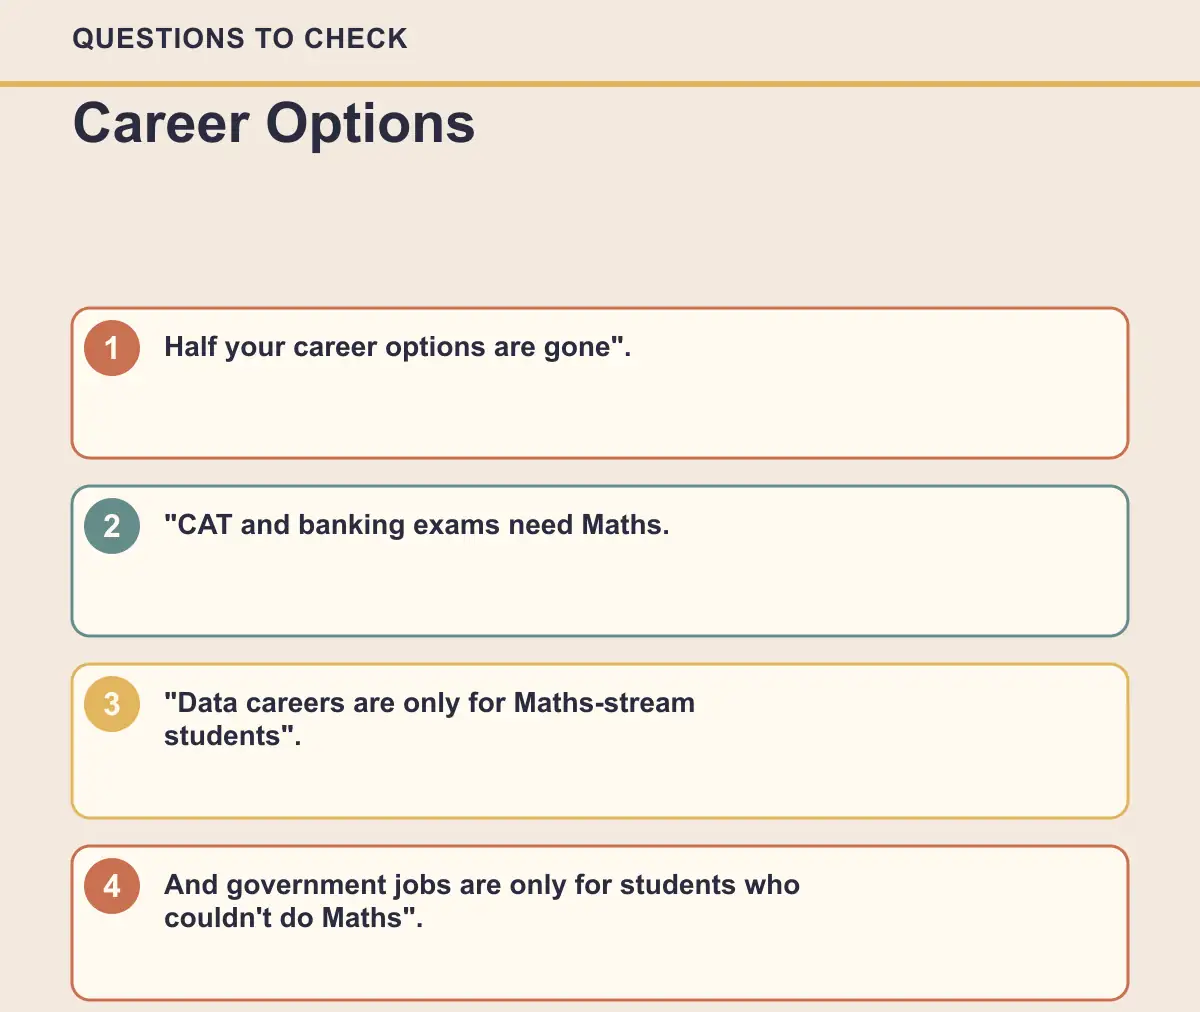 QUESTIONS TO CHECK
Career Options
1
Half your career options are gone".
2
"CAT and banking exams need Maths.
3
"Data careers are only for Maths-stream
students".
4
And government jobs are only for students who
couldn't do Maths".